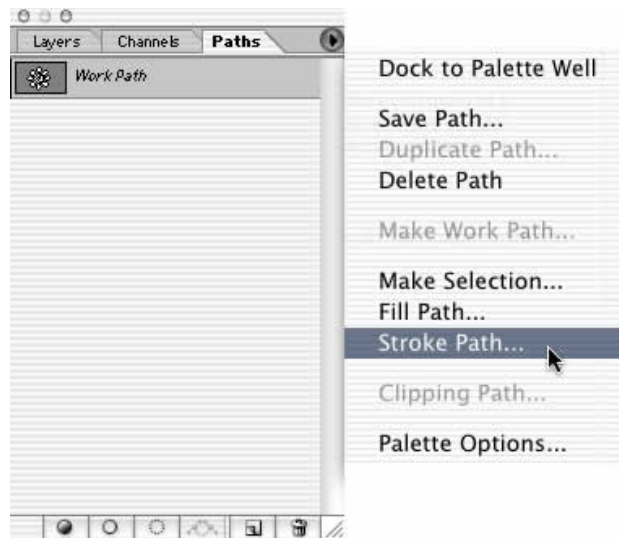 Layers Channels Paths
Work Path
Dock to Palette Well
Save Path...
Duplicate Path...
Delete Path
Make Work Path...
Make Selection...
Fill Path...
Stroke Path...
Clipping Path...
Palette Options...